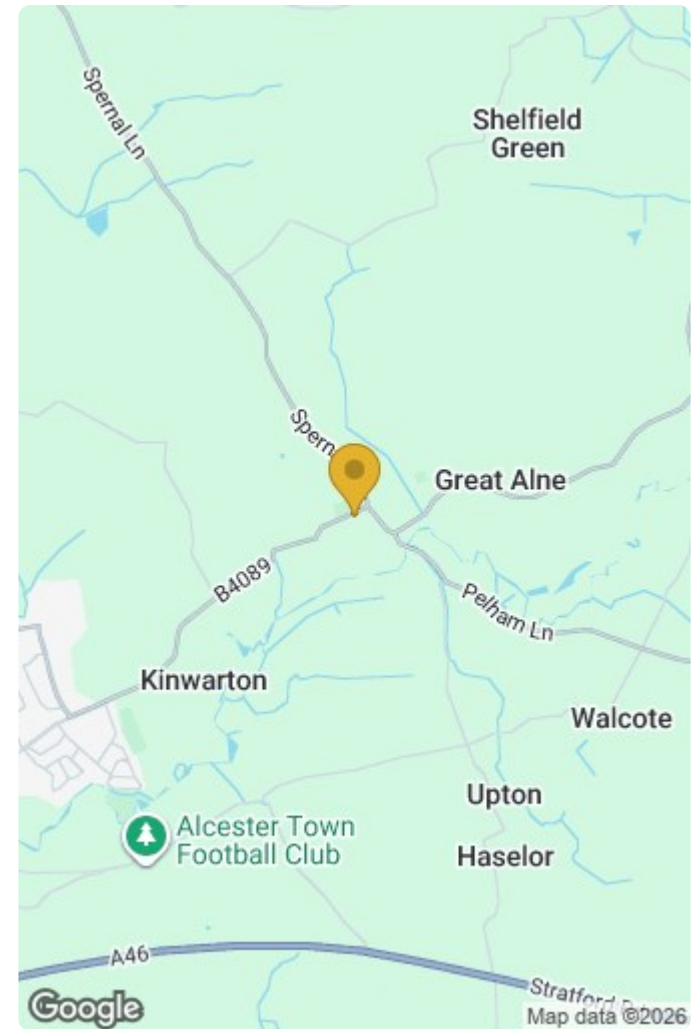 Spernal Ln
Shelfield
Green
Spern
Great Alne
B4089
Pelham Ln
Kinwarton
Walcote
Upton
Alcester Town
Football Club
Haselor
A46
Stratford
Google
Map data ©2026